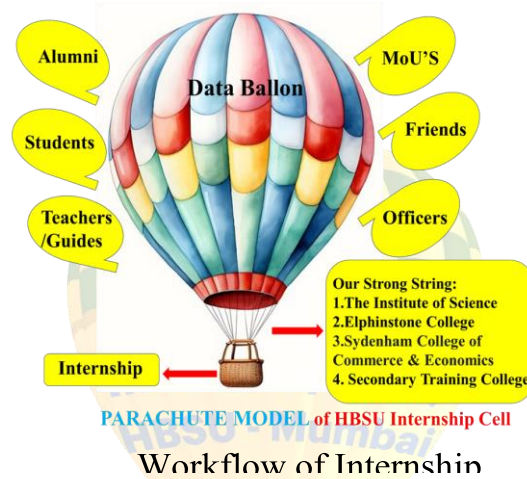 Alumni
MoU'S
Data Ballon
Students
Friends
Teachers
/Guides
Officers
Our Strong String:
1.The Institute of Science
2.Elphinstone College
3.Sydenham College of
Commerce & Economics
4. Secondary Training College
Internship
PARACHUTE MODEL of HBSU Internship Cell
HBSU - Mumbai
Workflow of Internship